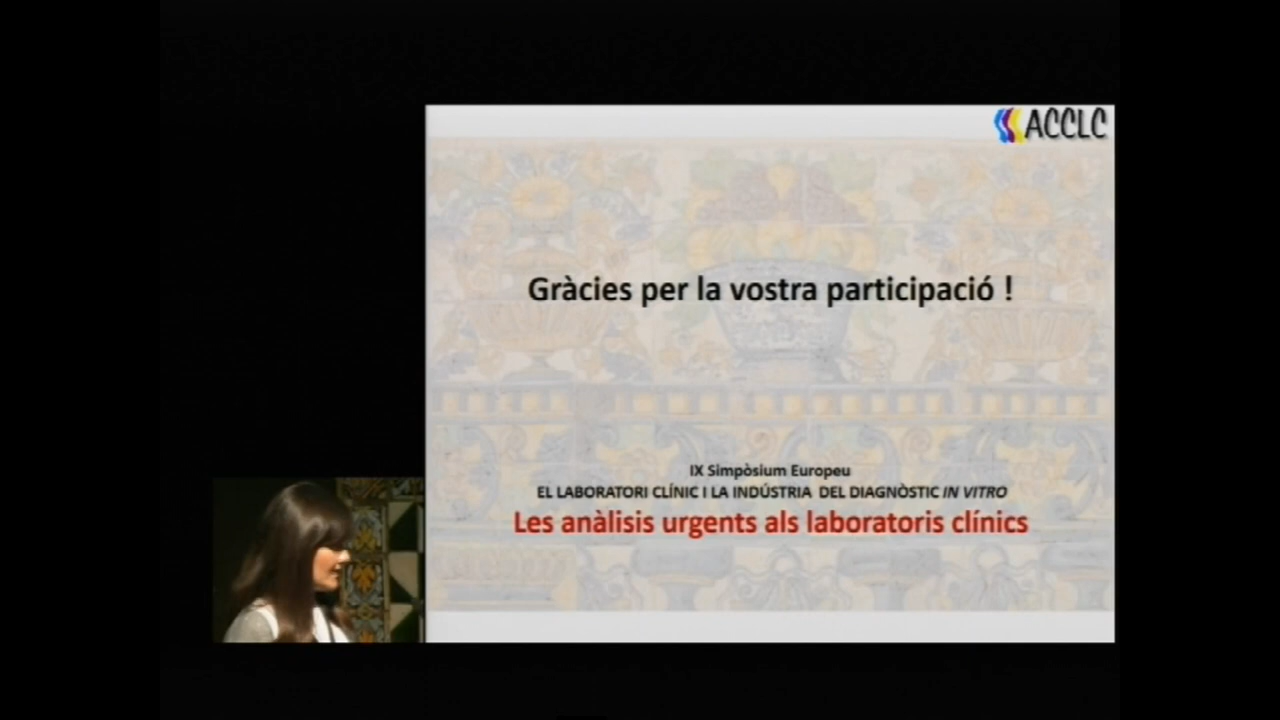 ACCLC
Gràcies per la vostra participació !
IX Simpòsium Europeu
EL LABORATORI CLÍNIC I LA INDÚSTRIA DEL DIAGNÒSTIC IN VITRO
Les anàlisis urgents als laboratoris clínics